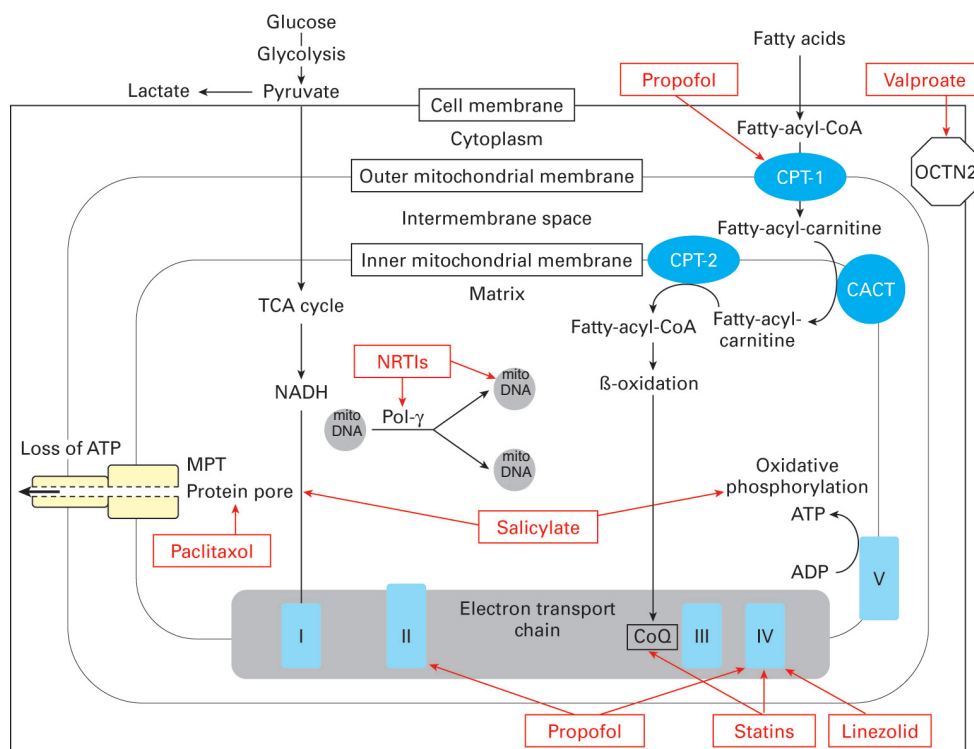 Glucose
Glycolysis
Lactate
Pyruvate
Fatty acids
Propofol
Valproate
Cell membrane
Cytoplasm
Fatty-acyl-CoA
OCTN2
Outer mitochondrial membrane
CPT-1
Intermembrane space
Fatty-acyl-carnitine
Inner mitochondrial membrane
CPT-2
CACT
Matrix
TCA cycle
Fatty-acyl-CoA
Fatty-acyl-
carnitine
NRTIs
NADH
mito
DNA
Pol-γ
mito
DNA
mito
DNA
ß-oxidation
Loss of ATP
MPT
Protein pore
Paclitaxol
Salicylate
Oxidative
phosphorylation
ATP
ADP
V
Electron transport
chain
I
II
CoQ
III
IV
Propofol
Statins
Linezolid